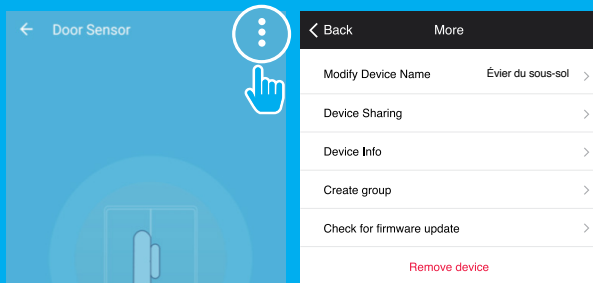 Door Sensor
Back
More
Modify Device Name
Évier du sous-sol
Device Sharing
Device Info
Create group
Check for firmware update
Remove device